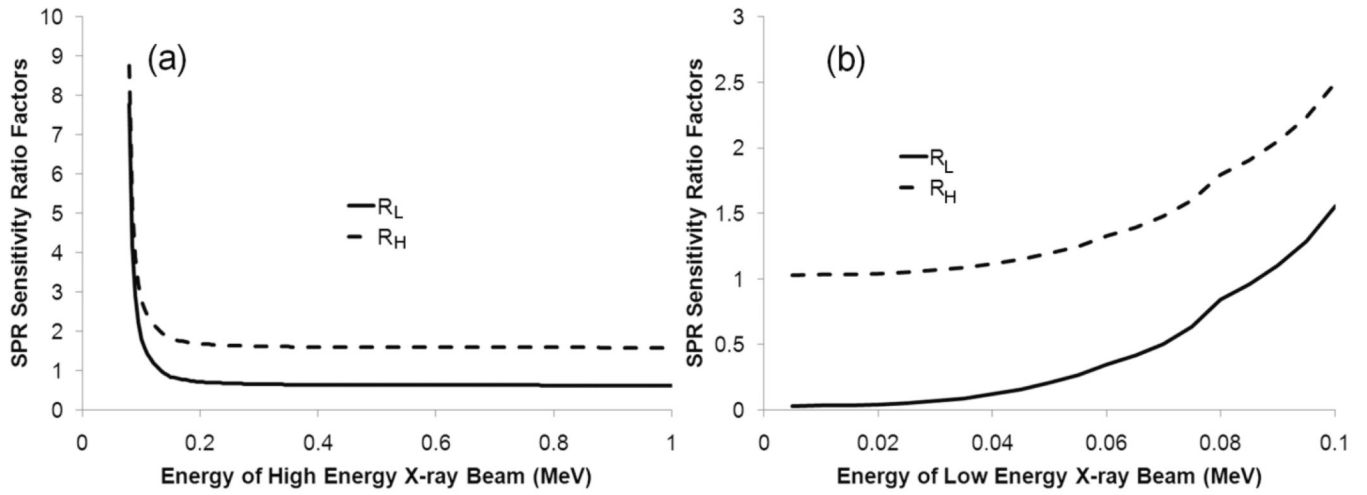 (a)
SPR Sensitivity Ratio Factors
10
9
8
7
6
5
4
3
2
1
0
R_L
R_H
0 0.2 0.4 0.6 0.8 1
Energy of High Energy X-ray Beam (MeV)
(b)
SPR Sensitivity Ratio Factors
3
2.5
2
1.5
1
0.5
0
R_L
R_H
0 0.02 0.04 0.06 0.08 0.1
Energy of Low Energy X-ray Beam (MeV)